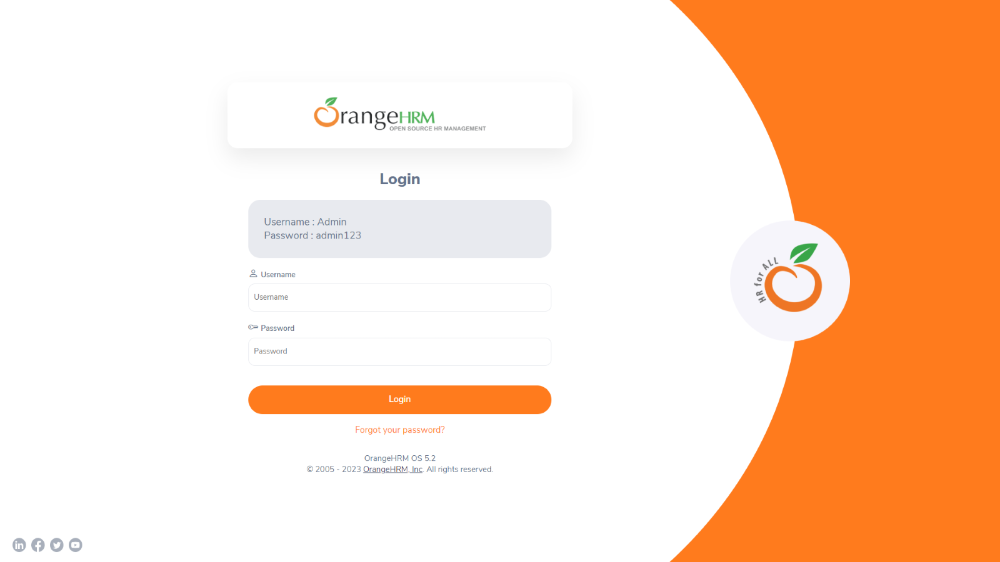 OrangeHRM
OPEN SOURCE HR MANAGEMENT
Login
Username : Admin
Password : admin123
Username
Username
Password
Password
Login
Forgot your password?
OrangeHRM OS 5.2
© 2005 - 2023 OrangeHRM, Inc. All rights reserved.
HR for ALL